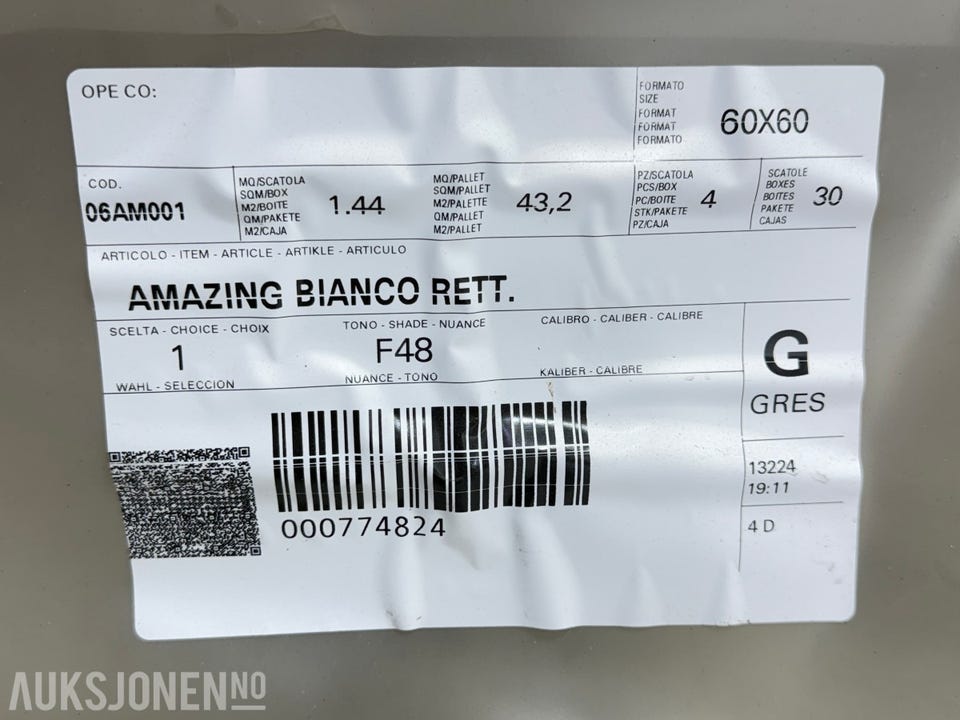 OPE CO:
FORMATO
SIZE
FORMAT
FORMAT
FORMATO
60X60
COD.
06AM001
MQ/SCATOLA
SQM/BOX
M2/BOITE
QM/PAKETE
M2/CAJA
1.44
MQ/PALLET
SQM/PALLET
M2/PALETTE
QM/PALLET
M2/PALLET
43,2
PZ/SCATOLA
PCS/BOX
PC/BOITE
STK/PAKETE
PZ/CAJA
4
SCATOLE
BOXES
BOITES
PAKETE
CAJAS
30
ARTICOLO - ITEM - ARTICLE - ARTIKLE - ARTICULO
AMAZING BIANCO RETT.
SCELTA - CHOICE - CHOIX
1
WAHL - SELECCION
TONO - SHADE - NUANCE
F48
NUANCE - TONO
CALIBRO - CALIBER - CALIBRE
KALIBER - CALIBRE
G
GRES
13224
19:11
4 D
000774824
AUKSJONEN NO